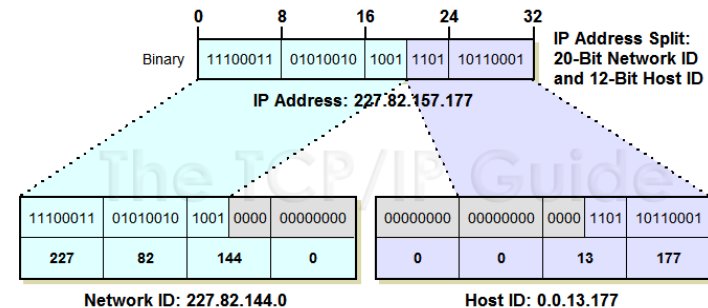 0 8 16 24 32
IP Address Split:
20-Bit Network ID
and 12-Bit Host ID
Binary 11100011 01010010 1001 1101 10110001
IP Address: 227.82.157.177
The TCP/IP Guide
11100011 01010010 1001 0000 00000000
227 82 144 0
Network ID: 227.82.144.0
00000000 00000000 0000 1101 10110001
0 0 13 177
Host ID: 0.0.13.177